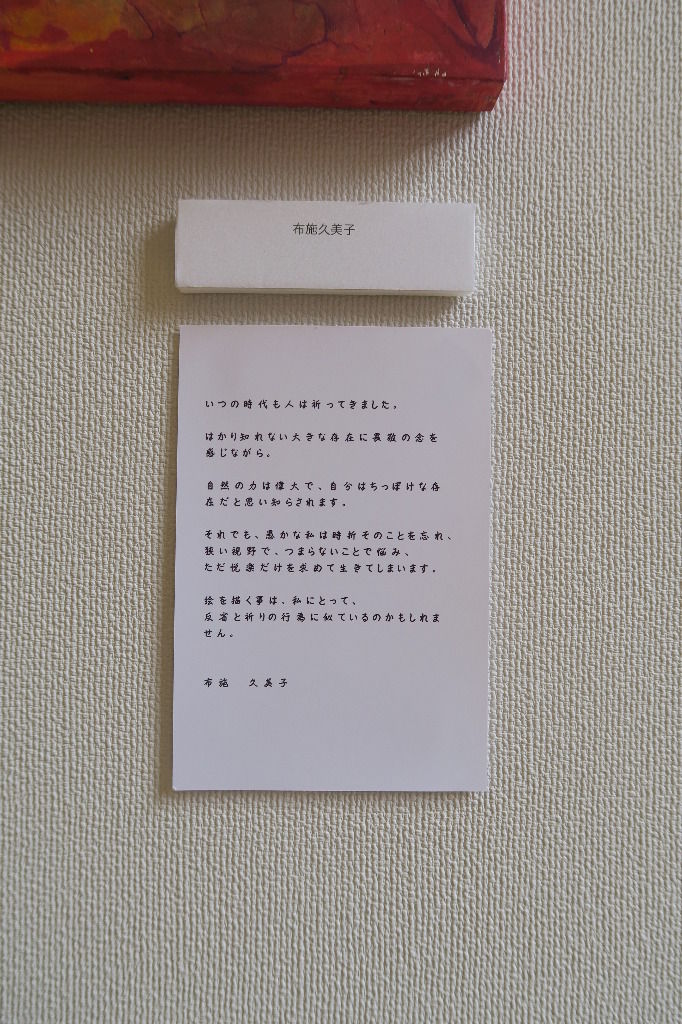 布施久美子
いつの時代も人は祈ってきました。
はかり知れない大きな存在に畏敬の念を
感じながら。
自然の力は偉大で、自分はちっぽけな存
在だと思い知らされます。
それでも、愚かな私は時折そのことを忘れ、
狭い視野で、つまらないことで悩み、
ただ悦楽だけを求めて生きてしまいます。
絵を描く事は、私にとって、
反省と祈りの行為に似ているのかもしれま
せん。
布施　久美子